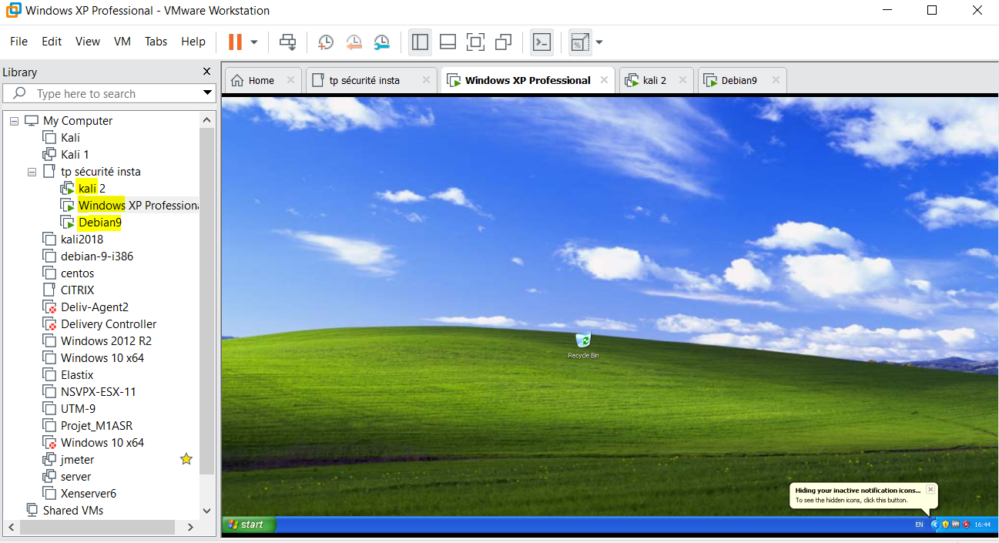 Windows XP Professional - VMware Workstation
File Edit View VM Tabs Help
Library
Type here to search
My Computer
Kali
Kali 1
tp sécurité insta
kali 2
Windows XP Professiona
Debian9
kali2018
debian-9-i386
centos
CITRIX
Deliv-Agent2
Delivery Controller
Windows 2012 R2
Windows 10 x64
Elastix
NSVPX-ESX-11
UTM-9
Projet_M1ASR
Windows 10 x64
jmeter
server
Xenserver6
Shared VMs
Home tp sécurité insta Windows XP Professional kali 2 Debian9
Recycle Bin
Hiding your inactive notification icons...
To see the hidden icons, click this button.
start EN 16:44